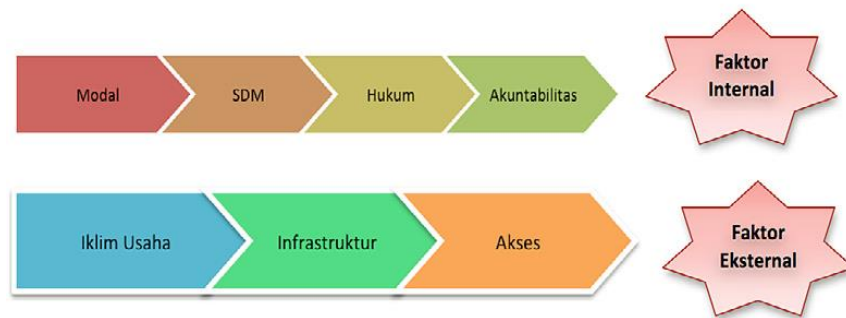 Modal
SDM
Hukum
Akuntabilitas
Faktor
Internal
Iklim Usaha
Infrastruktur
Akses
Faktor
Eksternal